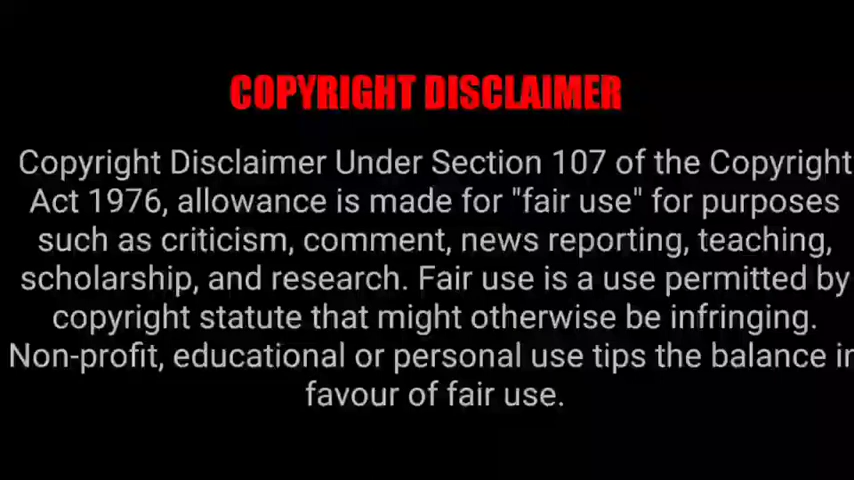 COPYRIGHT DISCLAIMER
Copyright Disclaimer Under Section 107 of the Copyright
Act 1976, allowance is made for "fair use" for purposes
such as criticism, comment, news reporting, teaching,
scholarship, and research. Fair use is a use permitted by
copyright statute that might otherwise be infringing.
Non-profit, educational or personal use tips the balance in
favour of fair use.